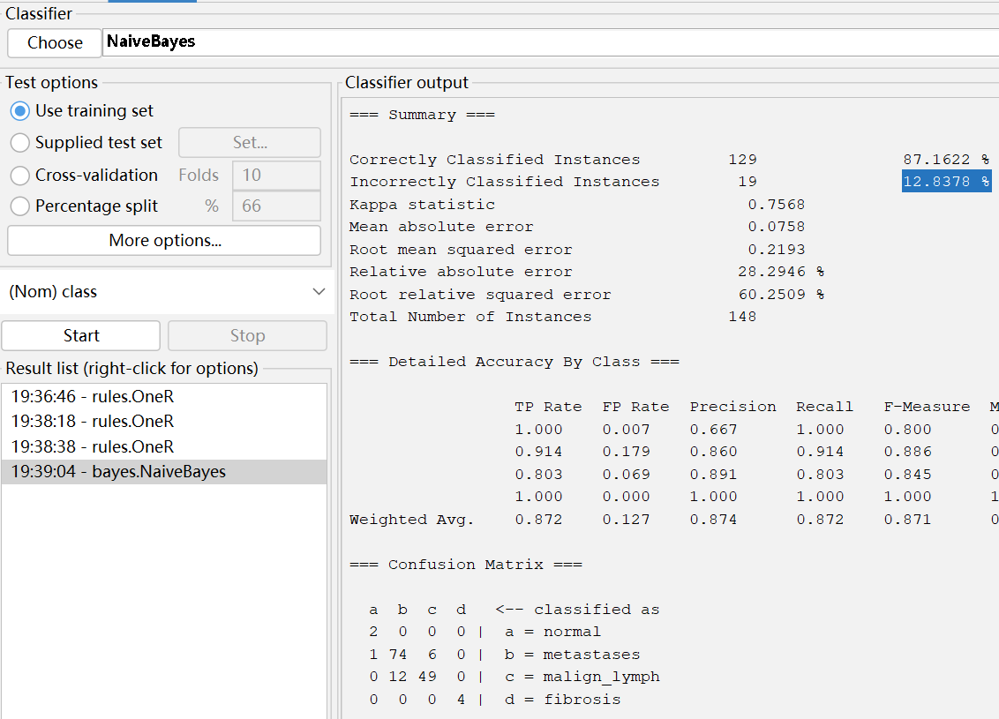 Classifier
Choose NaiveBayes
Test options
Use training set
Supplied test set Set...
Cross-validation Folds 10
Percentage split % 66
More options...
(Nom) class
Start Stop
Result list (right-click for options)
19:36:46 - rules.OneR
19:38:18 - rules.OneR
19:38:38 - rules.OneR
19:39:04 - bayes.NaiveBayes
Classifier output
=== Summary ===
Correctly Classified Instances 129 87.1622 %
Incorrectly Classified Instances 19 12.8378 %
Kappa statistic 0.7568
Mean absolute error 0.0758
Root mean squared error 0.2193
Relative absolute error 28.2946 %
Root relative squared error 60.2509 %
Total Number of Instances 148
=== Detailed Accuracy By Class ===
TP Rate FP Rate Precision Recall F-Measure
1.000 0.007 0.667 1.000 0.800
0.914 0.179 0.860 0.914 0.886
0.803 0.069 0.891 0.803 0.845
1.000 0.000 1.000 1.000 1.000
Weighted Avg. 0.872 0.127 0.874 0.872 0.871
=== Confusion Matrix ===
a b c d <-- classified as
2 0 0 0 | a = normal
1 74 6 0 | b = metastases
0 12 49 0 | c = malign_lymph
0 0 0 4 | d = fibrosis